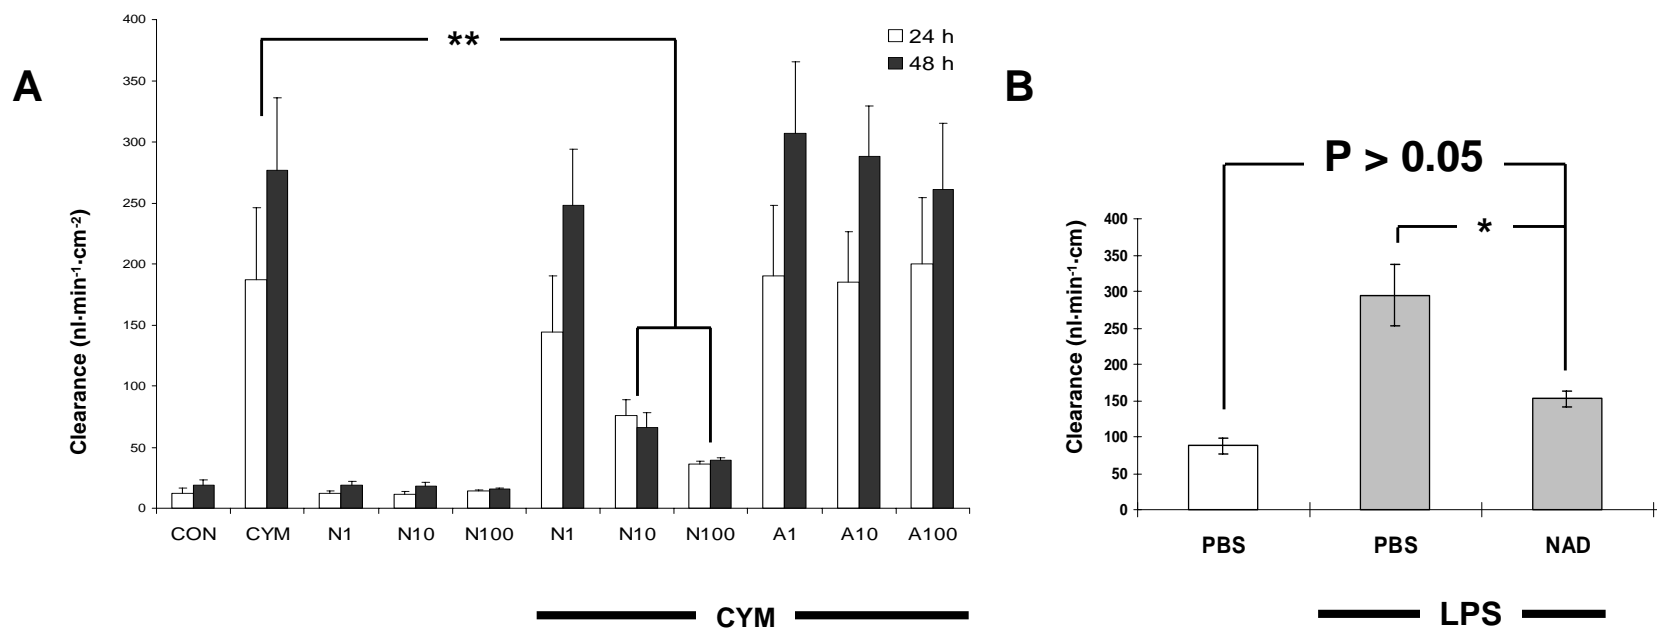 A
Clearance (nl·min⁻¹·cm⁻²)
400
350
300
250
200
150
100
50
0
**
24 h
48 h
CON CYM N1 N10 N100 N1 N10 N100 A1 A10 A100
CYM
B
P > 0.05
*
Clearance (nl·min⁻¹·cm)
400
350
300
250
200
150
100
50
0
PBS PBS NAD
LPS